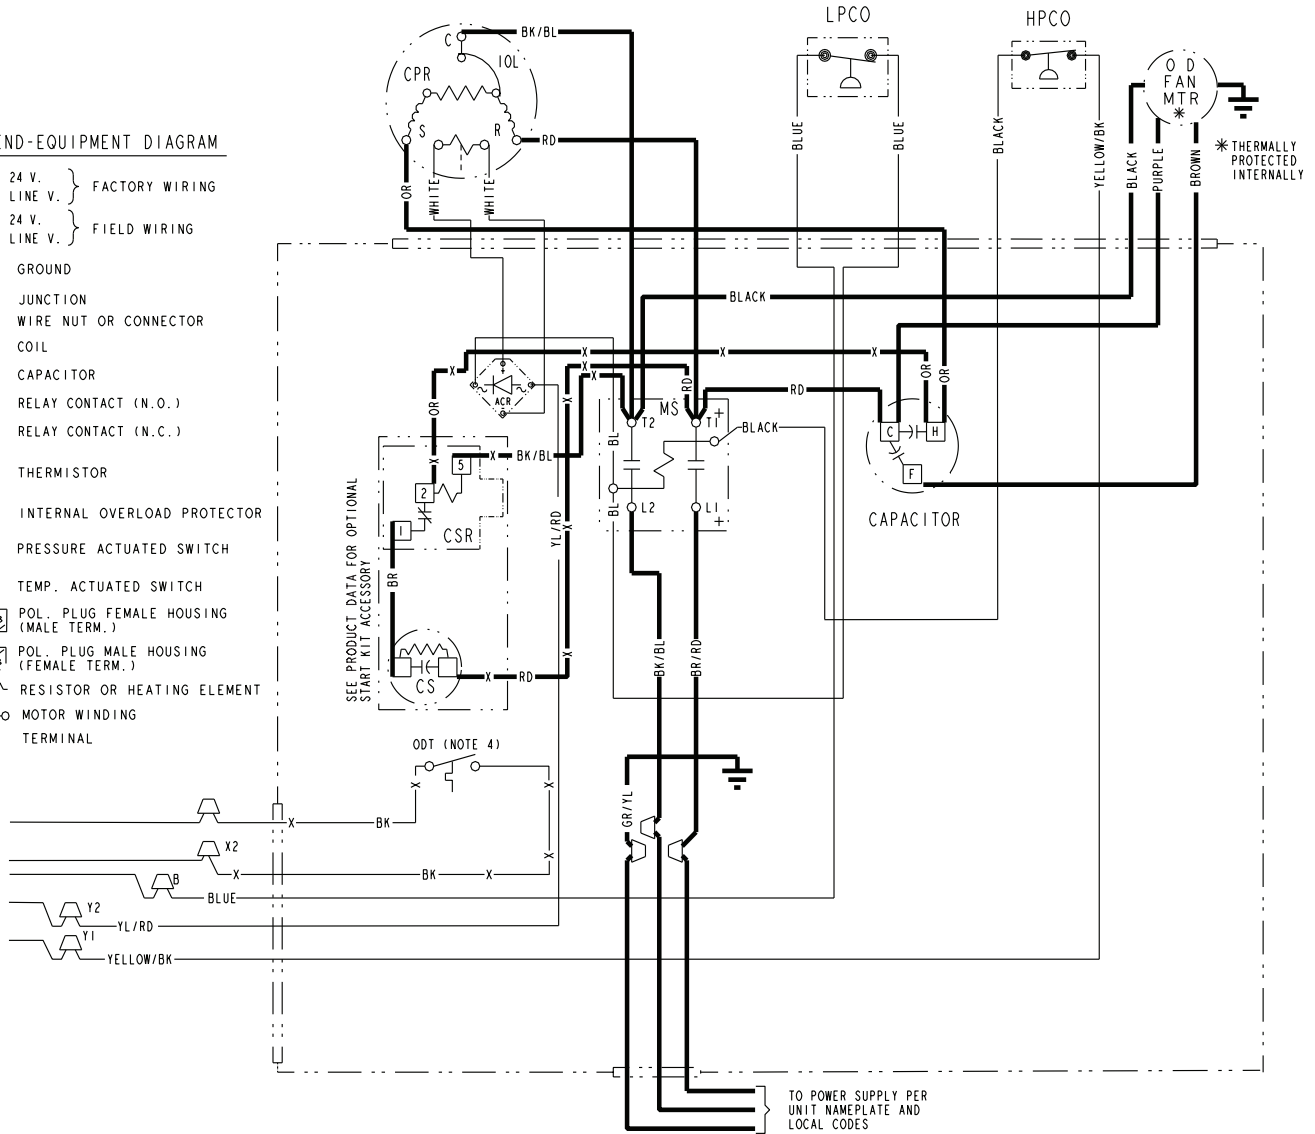 LPCO
HPCO
C
BK/BL
IOL
CPR
S
R
RD
OR
WHITE
WHITE
BLUE
BLUE
BLACK
YELLOW/BK
O D
FAN
MTR
*
BLACK
PURPLE
BROWN
* THERMALLY
PROTECTED
INTERNALLY
END-EQUIPMENT DIAGRAM
24 V.
LINE V.
FACTORY WIRING
24 V.
LINE V.
FIELD WIRING
GROUND
JUNCTION
WIRE NUT OR CONNECTOR
COIL
CAPACITOR
RELAY CONTACT (N.O.)
RELAY CONTACT (N.C.)
THERMISTOR
INTERNAL OVERLOAD PROTECTOR
PRESSURE ACTUATED SWITCH
TEMP. ACTUATED SWITCH
POL. PLUG FEMALE HOUSING
(MALE TERM.)
POL. PLUG MALE HOUSING
(FEMALE TERM.)
RESISTOR OR HEATING ELEMENT
MOTOR WINDING
TERMINAL
BLACK
X
X
X
X
X
X
X
ACR
+
OR
X
RD
RD
OR
OR
MS
T2
T1
+
BL
BLACK
C
H
F
CAPACITOR
5
X
BK/BL
2
1
CSR
BL
L2
L1
+
YL/RD
X
BR
SEE PRODUCT DATA FOR OPTIONAL
START KIT ACCESSORY
CS
X
RD
X
BK/BL
BR/RD
ODT (NOTE 4)
X
X
X
BK
X
X2
X
BK
X
B
BLUE
Y2
YL/RD
Y1
YELLOW/BK
GR/YL
TO POWER SUPPLY PER
UNIT NAMEPLATE AND
LOCAL CODES